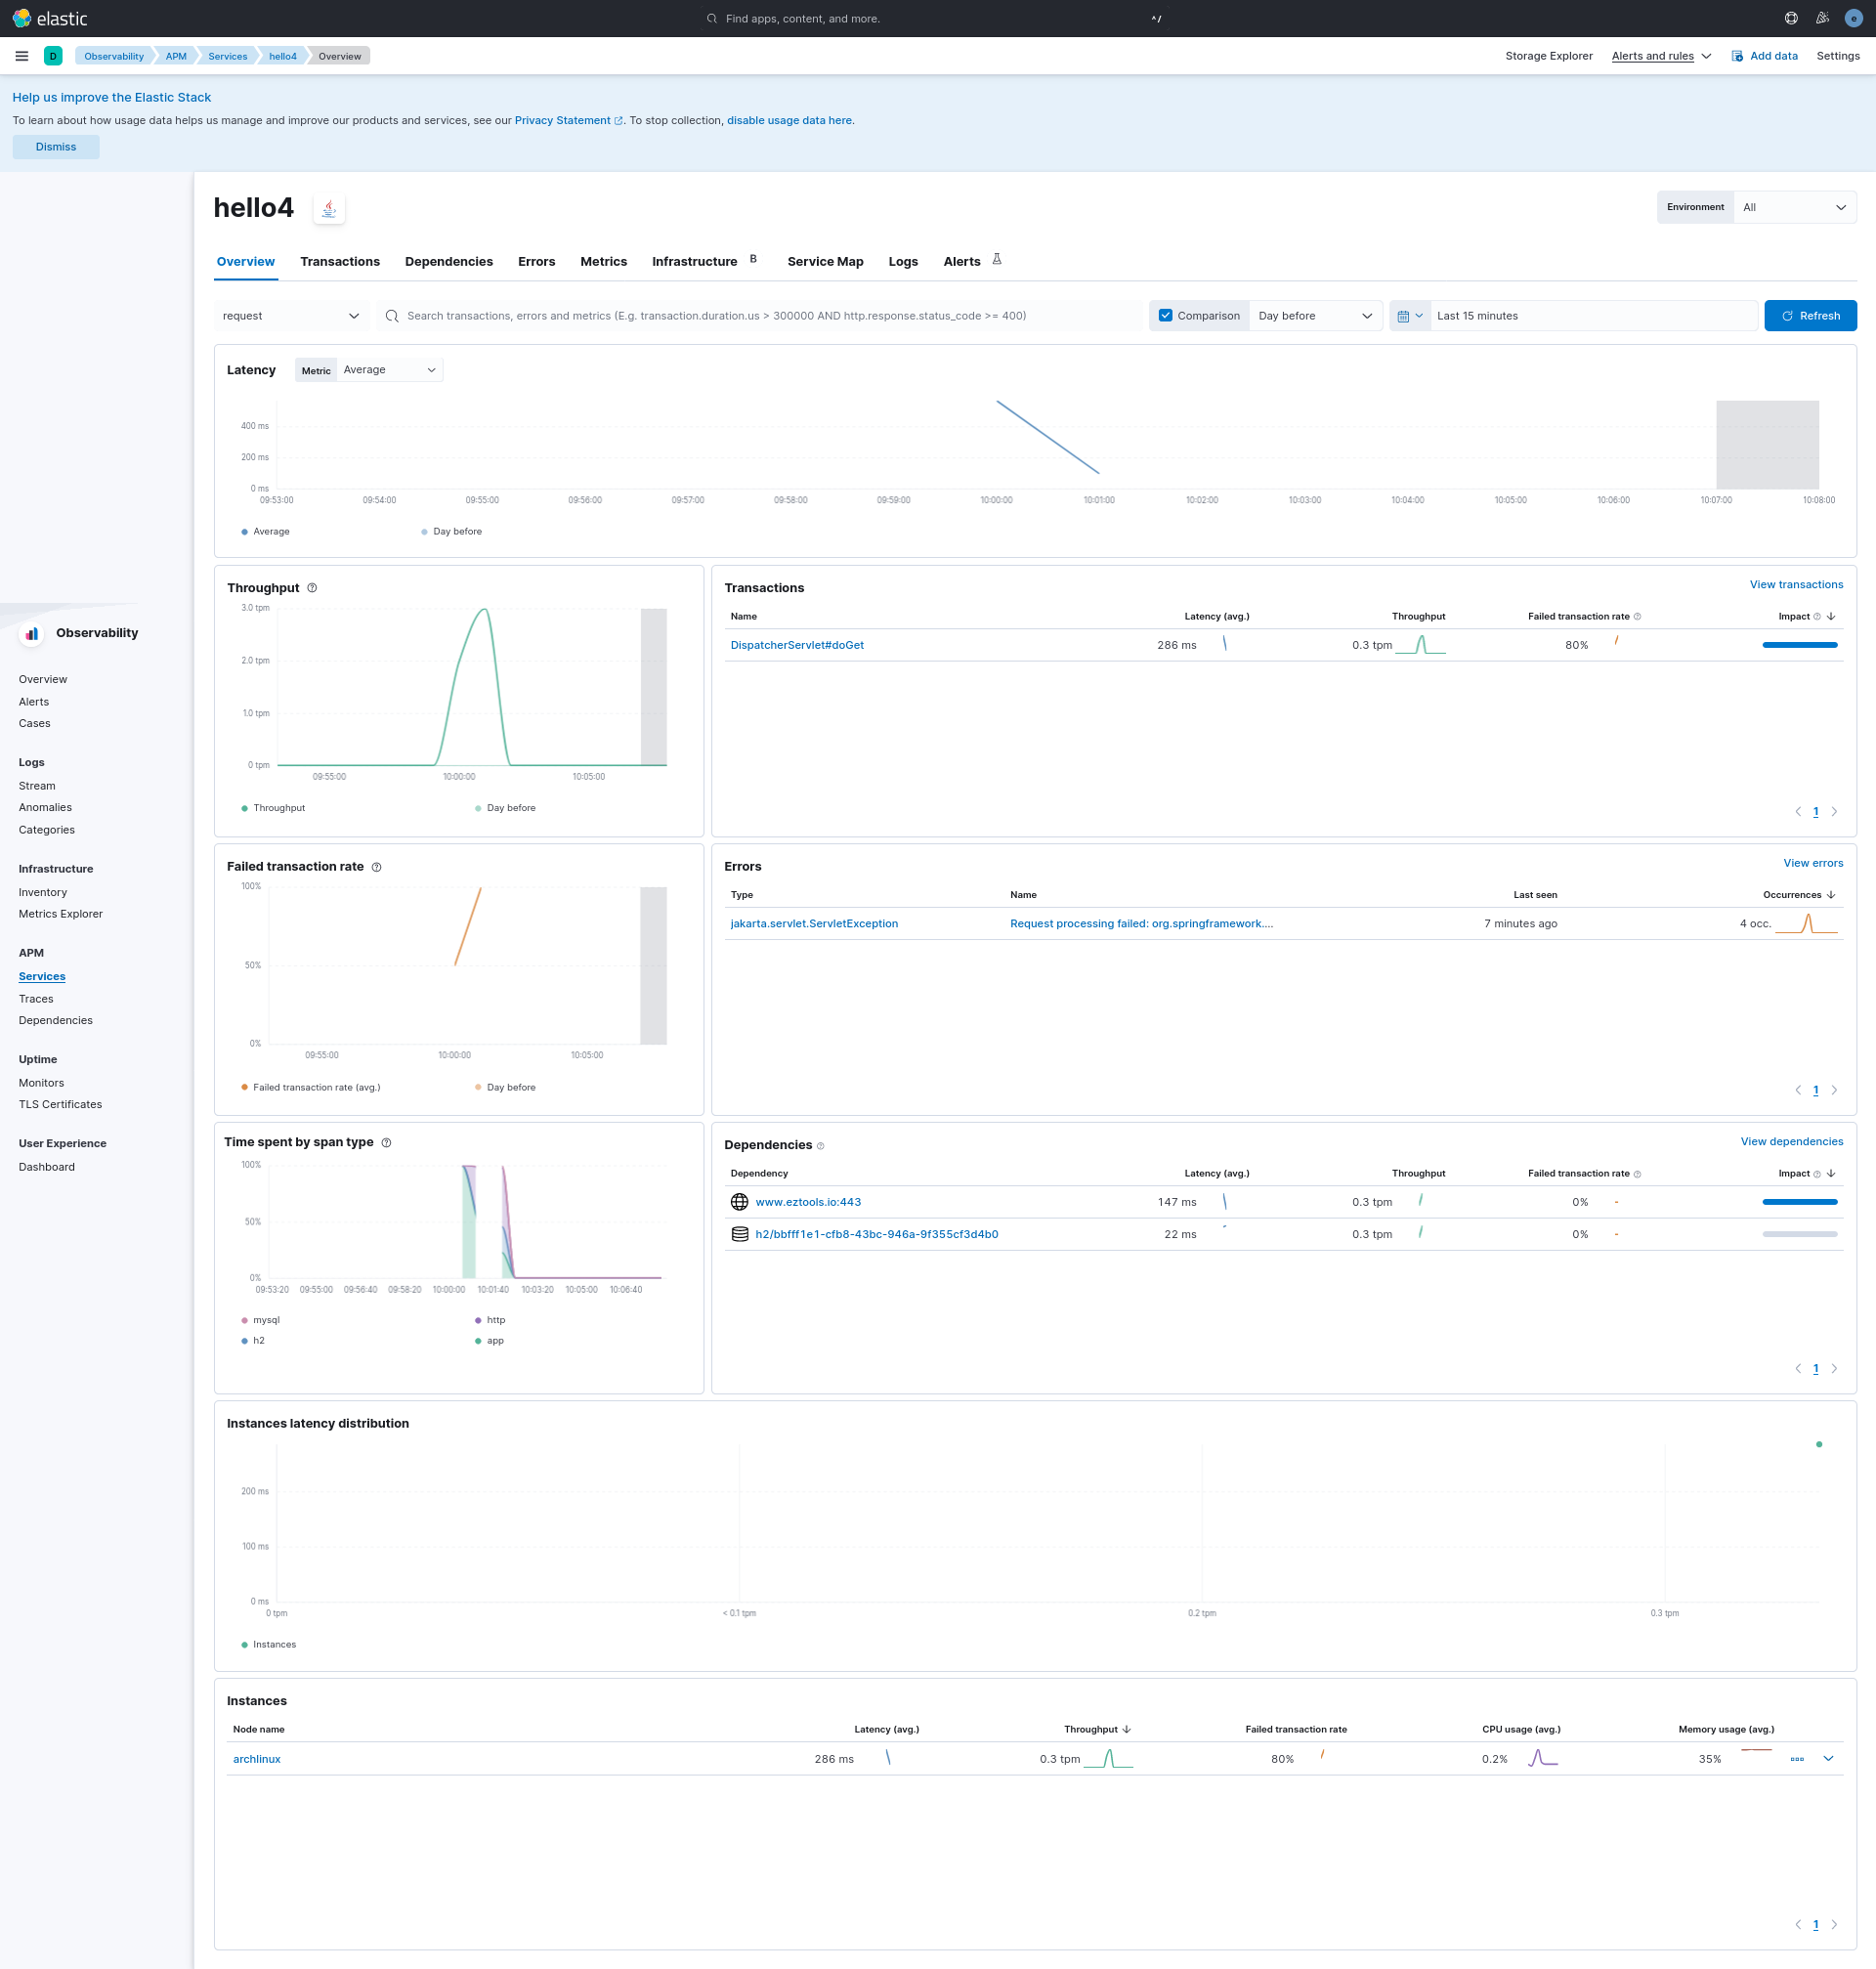 elastic
Find apps, content, and more.
^/
e
D
Observability
APM
Services
hello4
Overview
Storage Explorer
Alerts and rules
Add data
Settings
Help us improve the Elastic Stack
To learn about how usage data helps us manage and improve our products and services, see our Privacy Statement. To stop collection, disable usage data here.
Dismiss
hello4
Environment
All
Overview
Transactions
Dependencies
Errors
Metrics
Infrastructure B
Service Map
Logs
Alerts
request
Search transactions, errors and metrics (E.g. transaction.duration.us > 300000 AND http.response.status_code >= 400)
Comparison
Day before
Last 15 minutes
Refresh
Latency
Metric
Average
400 ms
200 ms
0 ms
09:53:00 09:54:00 09:55:00 09:56:00 09:57:00 09:58:00 09:59:00 10:00:00 10:01:00 10:02:00 10:03:00 10:04:00 10:05:00 10:06:00 10:07:00 10:08:00
Average
Day before
Observability
Overview
Alerts
Cases
Logs
Stream
Anomalies
Categories
Infrastructure
Inventory
Metrics Explorer
APM
Services
Traces
Dependencies
Uptime
Monitors
TLS Certificates
User Experience
Dashboard
Throughput
3.0 tpm
2.0 tpm
1.0 tpm
0 tpm
09:55:00 10:00:00 10:05:00
Throughput
Day before
Transactions
View transactions
Name Latency (avg.) Throughput Failed transaction rate Impact
DispatcherServlet#doGet 286 ms 0.3 tpm 80%
1
Failed transaction rate
100%
50%
0%
09:55:00 10:00:00 10:05:00
Failed transaction rate (avg.)
Day before
Errors
View errors
Type Name Last seen Occurrences
jakarta.servlet.ServletException Request processing failed: org.springframework.... 7 minutes ago 4 occ.
1
Time spent by span type
100%
50%
0%
09:53:20 09:55:00 09:56:40 09:58:20 10:00:00 10:01:40 10:03:20 10:05:00 10:06:40
mysql
http
h2
app
Dependencies
View dependencies
Dependency Latency (avg.) Throughput Failed transaction rate Impact
www.eztools.io:443 147 ms 0.3 tpm 0% -
h2/bbfff1e1-cfb8-43bc-946a-9f355cf3d4b0 22 ms 0.3 tpm 0% -
1
Instances latency distribution
200 ms
100 ms
0 ms
0 tpm < 0.1 tpm 0.2 tpm 0.3 tpm
Instances
Instances
Node name Latency (avg.) Throughput Failed transaction rate CPU usage (avg.) Memory usage (avg.)
archlinux 286 ms 0.3 tpm 80% 0.2% 35%
1